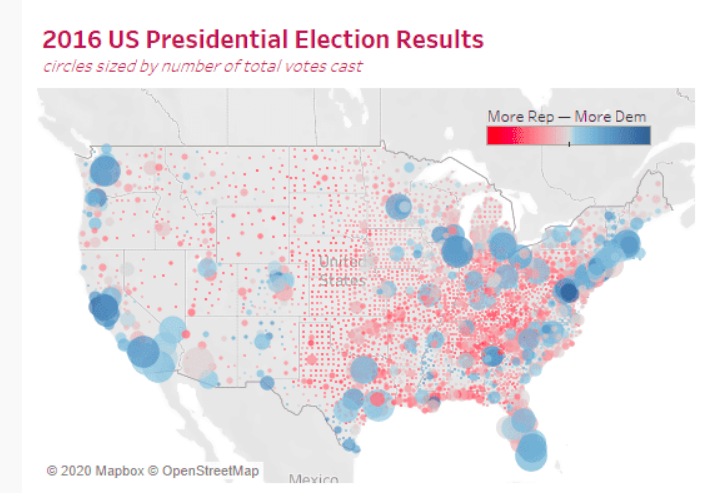 2016 US Presidential Election Results
circles sized by number of total votes cast
More Rep — More Dem
United
States
© 2020 Mapbox © OpenStreetMap
Mexico